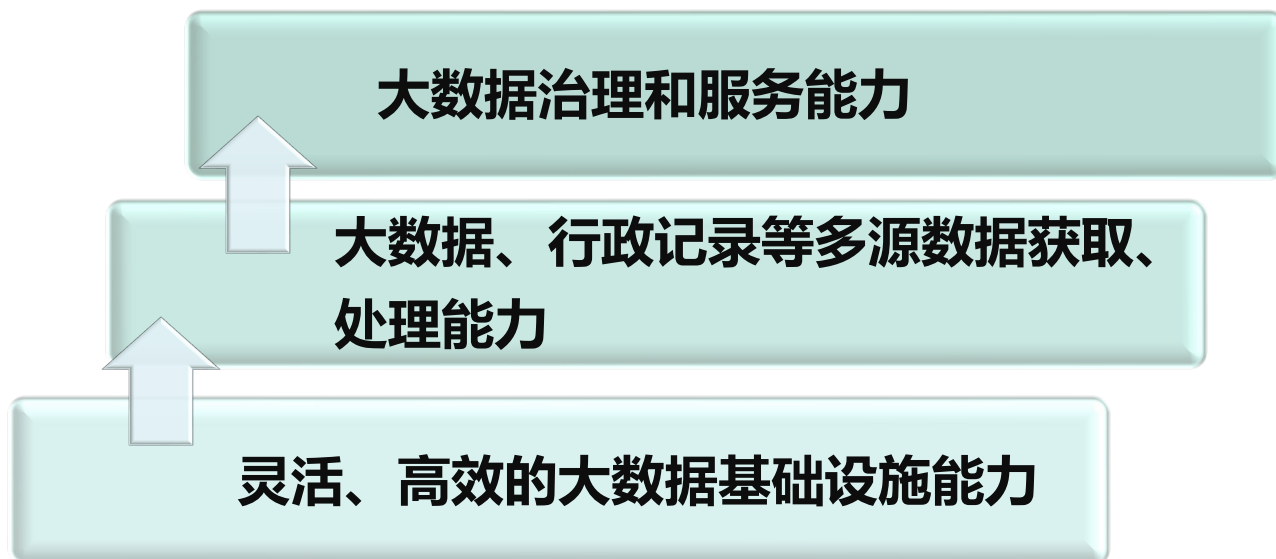 大数据治理和服务能力
大数据、行政记录等多源数据获取、
处理能力
灵活、高效的大数据基础设施能力